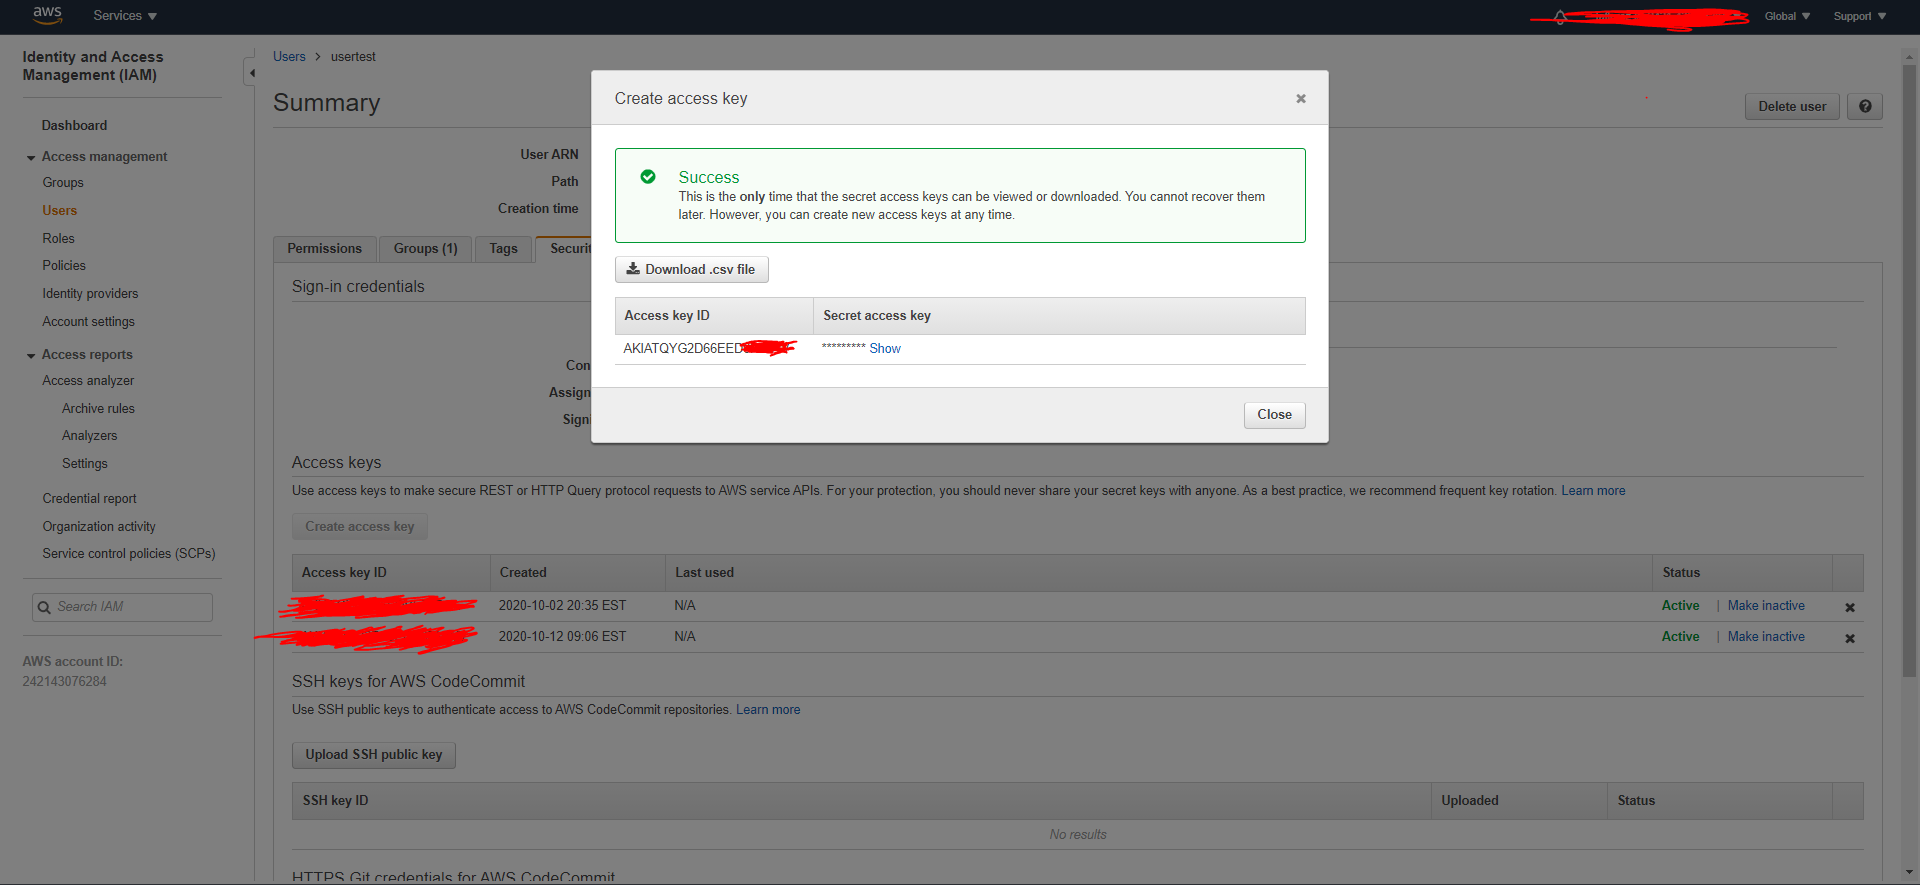 aws
Services
Global
Support
Identity and Access
Management (IAM)
Dashboard
Access management
Groups
Users
Roles
Policies
Identity providers
Account settings
Access reports
Access analyzer
Archive rules
Analyzers
Settings
Credential report
Organization activity
Service control policies (SCPs)
Search IAM
AWS account ID:
242143076284
Users > usertest
Summary
Delete user
User ARN
Path
Creation time
Permissions
Groups (1)
Tags
Securit
Sign-in credentials
Con
Assign
Signi
Create access key
Success
This is the only time that the secret access keys can be viewed or downloaded. You cannot recover them
later. However, you can create new access keys at any time.
Download .csv file
Access key ID Secret access key
AKIATQYG2D66EED ********* Show
Close
Access keys
Use access keys to make secure REST or HTTP Query protocol requests to AWS service APIs. For your protection, you should never share your secret keys with anyone. As a best practice, we recommend frequent key rotation. Learn more
Create access key
Access key ID Created Last used Status
2020-10-02 20:35 EST N/A Active | Make inactive
2020-10-12 09:06 EST N/A Active | Make inactive
SSH keys for AWS CodeCommit
Use SSH public keys to authenticate access to AWS CodeCommit repositories. Learn more
Upload SSH public key
SSH key ID Uploaded Status
No results
HTTPS Git credentials for AWS CodeCommit